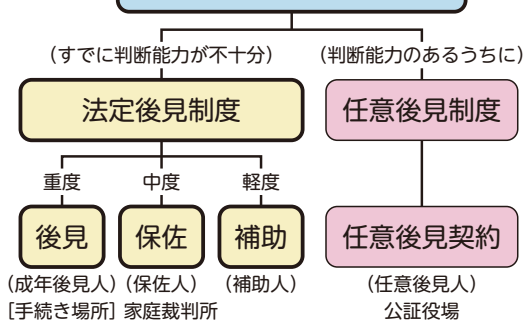 (すでに判断能力が不十分)
(判断能力のあるうちに)
法定後見制度
任意後見制度
重度
中度
軽度
後見
保佐
補助
任意後見契約
(成年後見人)
(保佐人)
(補助人)
(任意後見人)
[手続き場所] 家庭裁判所
公証役場